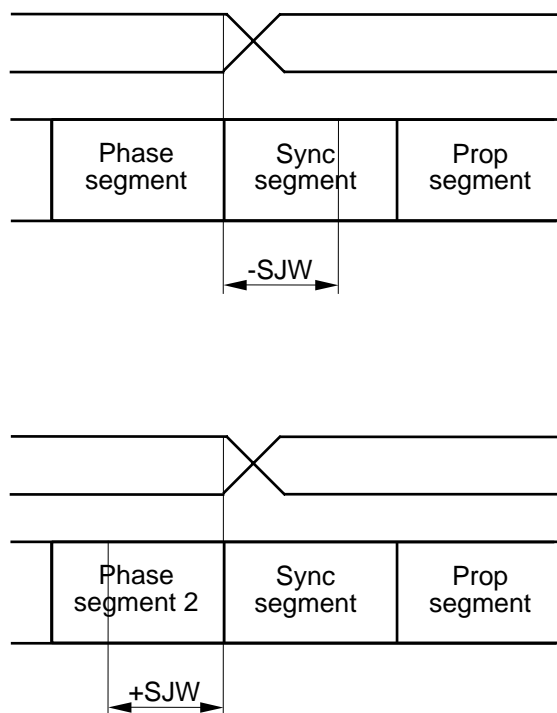 Phase
segment
Sync
segment
Prop
segment
-SJW
Phase
segment 2
Sync
segment
Prop
segment
+SJW